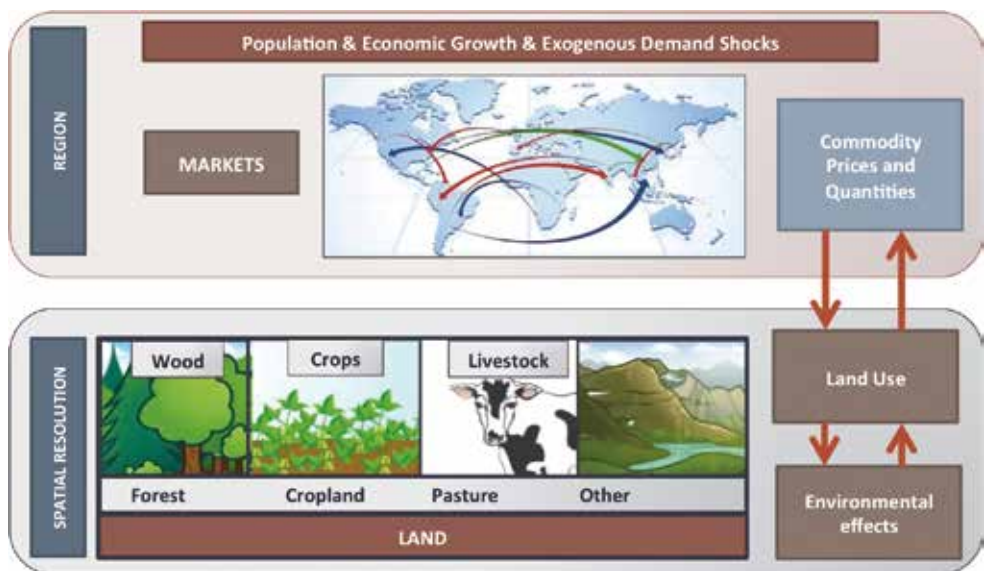 Population & Economic Growth & Exogenous Demand Shocks
REGION
MARKETS
Commodity
Prices and
Quantities
SPATIAL RESOLUTION
Wood
Crops
Livestock
Forest
Cropland
Pasture
Other
LAND
Land Use
Environmental
effects